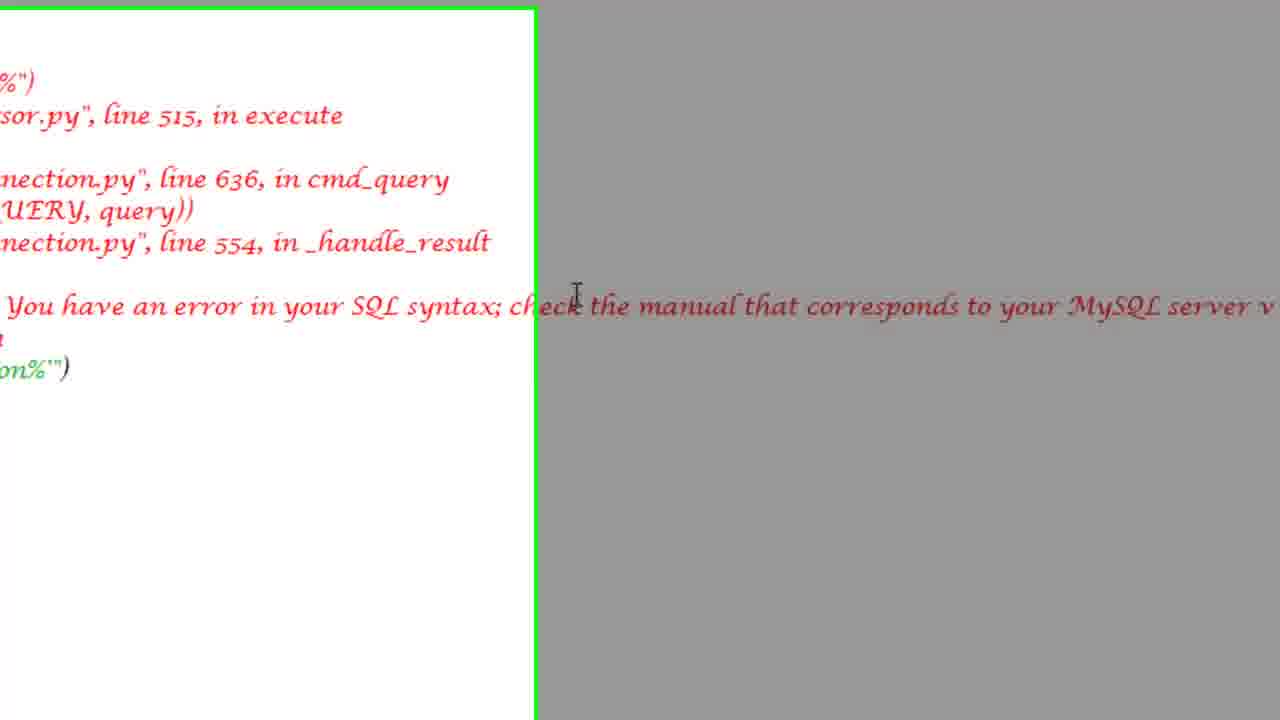 %")
sor.py", line 515, in execute
nection.py", line 636, in cmd_query
QUERY, query))
nection.py", line 554, in _handle_result
You have an error in your SQL syntax; check the manual that corresponds to your MySQL server v
on%'")